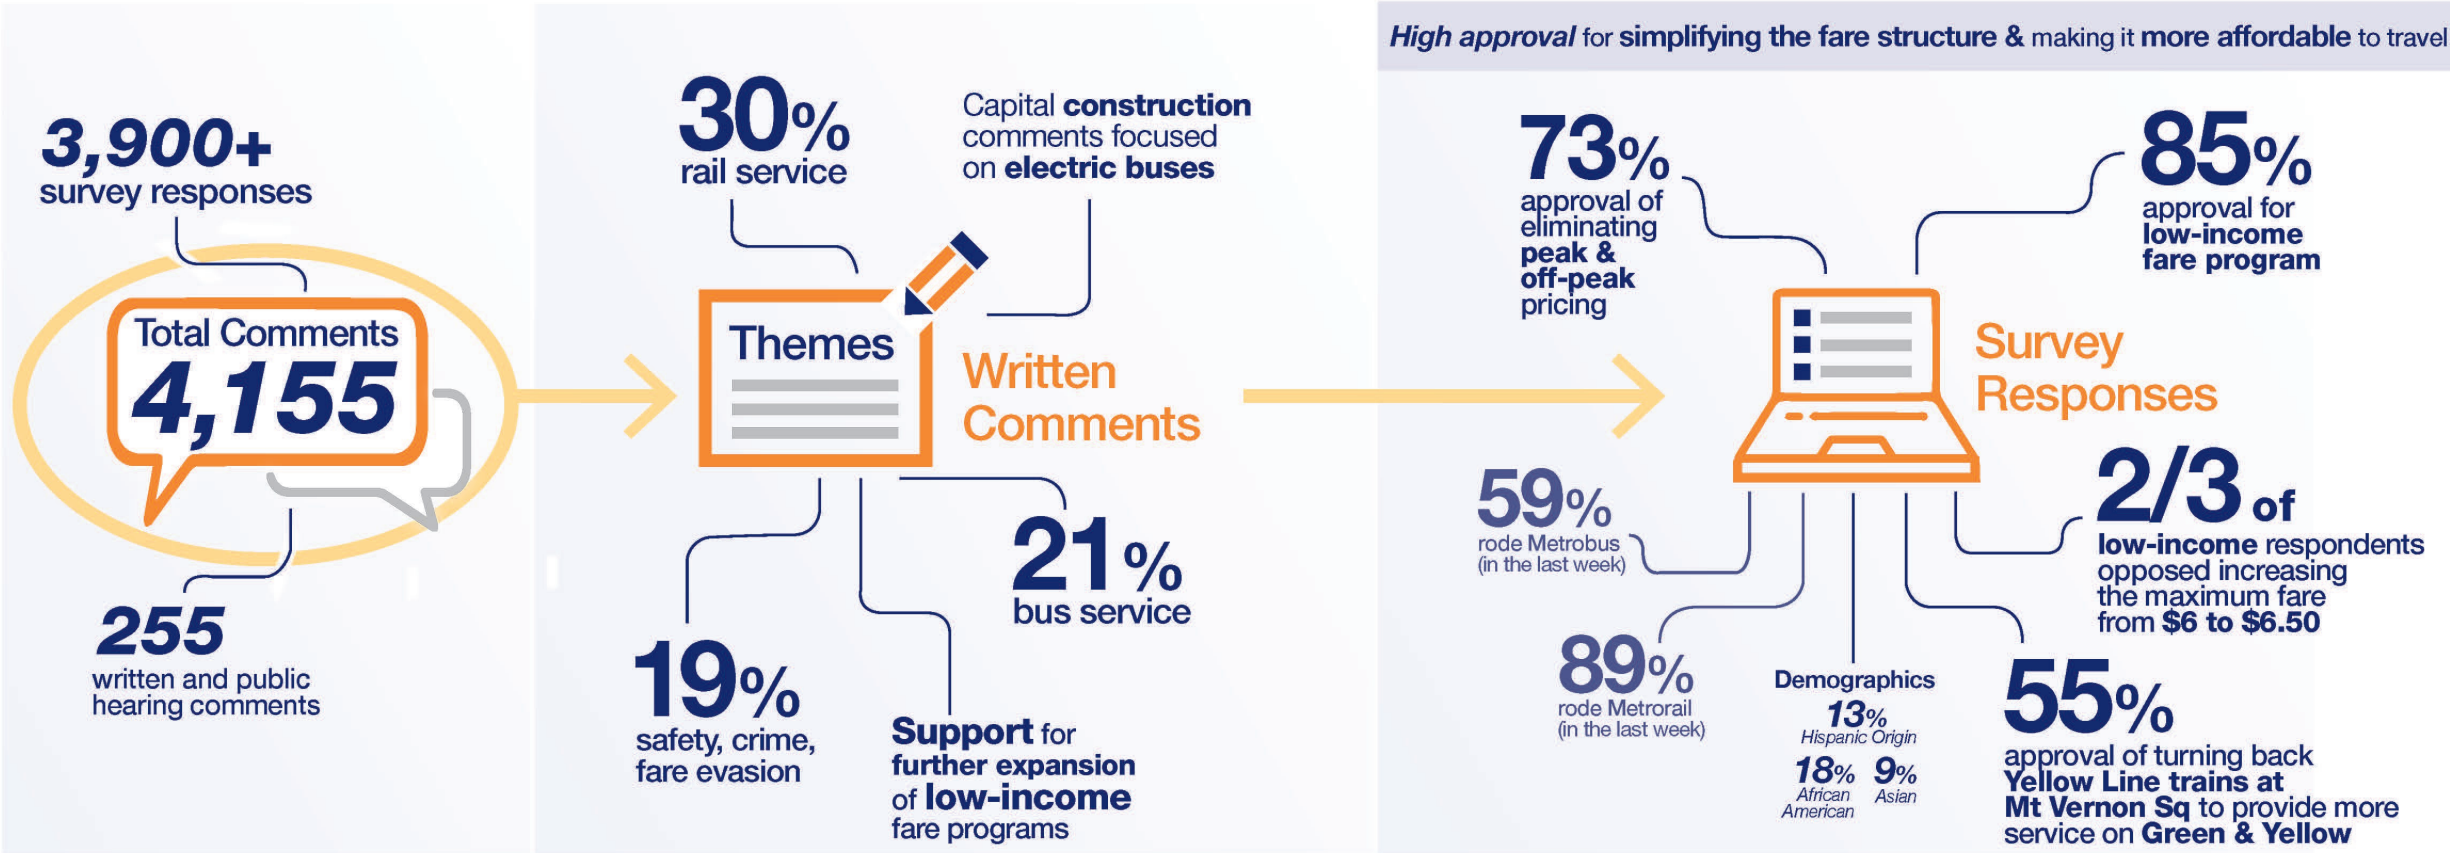 3,900+
survey responses
Total Comments
4,155
255
written and public
hearing comments
30%
rail service
Capital construction
comments focused
on electric buses
Themes
Written
Comments
19%
safety, crime,
fare evasion
Support for
further expansion
of low-income
fare programs
21%
bus service
High approval for simplifying the fare structure & making it more affordable to travel
73%
approval of
eliminating
peak &
off-peak
pricing
85%
approval for
low-income
fare program
Survey
Responses
59%
rode Metrobus
(in the last week)
89%
rode Metrorail
(in the last week)
Demographics
13%
Hispanic Origin
18% 9%
African Asian
American
2/3 of
low-income respondents
opposed increasing
the maximum fare
from $6 to $6.50
55%
approval of turning back
Yellow Line trains at
Mt Vernon Sq to provide more
service on Green & Yellow